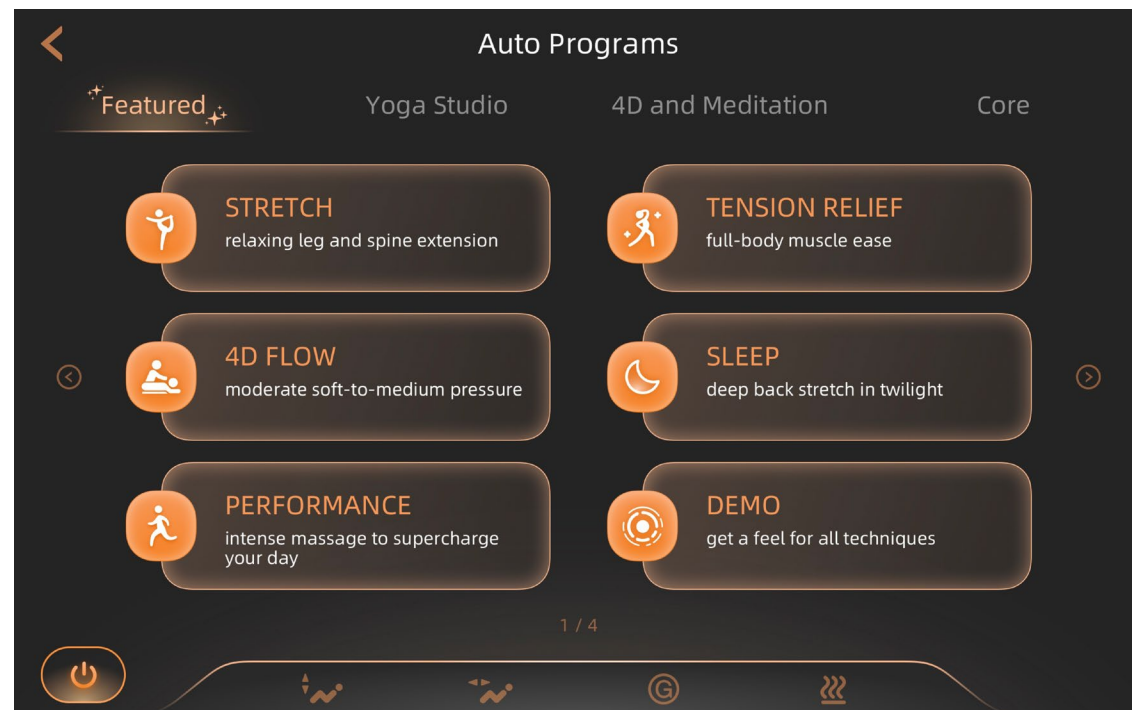 Auto Programs
Featured
Yoga Studio
4D and Meditation
Core
STRETCH
relaxing leg and spine extension
TENSION RELIEF
full-body muscle ease
4D FLOW
moderate soft-to-medium pressure
SLEEP
deep back stretch in twilight
PERFORMANCE
intense massage to supercharge
your day
DEMO
get a feel for all techniques
1 / 4
G